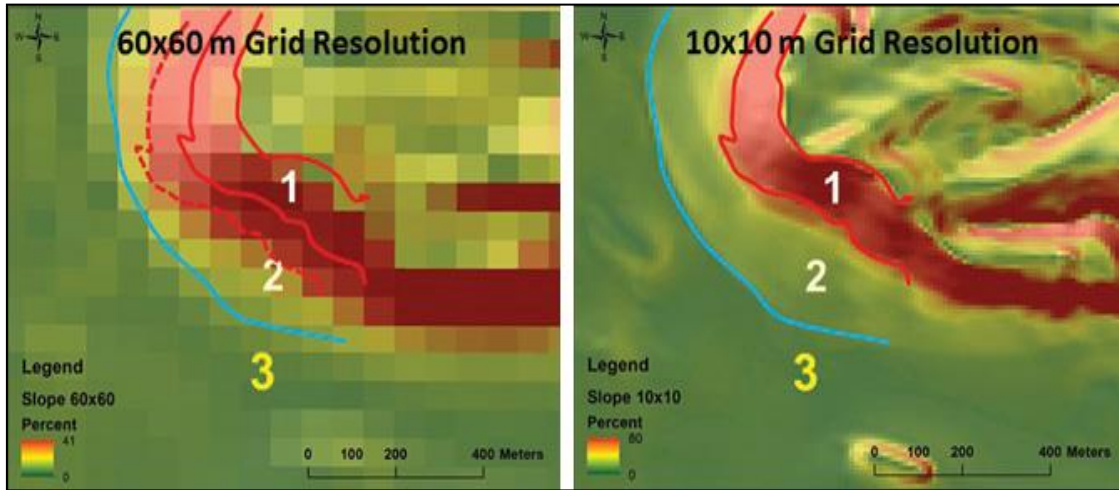 60x60 m Grid Resolution
N
W E
S
1
2
3
Legend
Slope 60x60
Percent
41
0
0 100 200 400 Meters
10x10 m Grid Resolution
N
W E
S
1
2
3
Legend
Slope 10x10
Percent
80
0
0 100 200 400 Meters